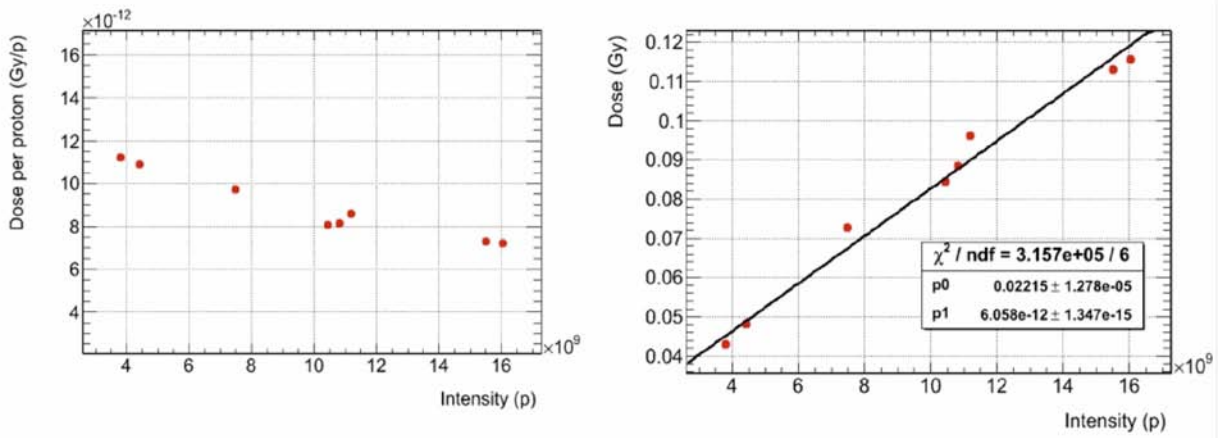 ×10⁻¹²
Dose per proton (Gy/p)
16
14
12
10
8
6
4
4 6 8 10 12 14 16 ×10⁹
Intensity (p)
Dose (Gy)
0.12
0.11
0.1
0.09
0.08
0.07
0.06
0.05
0.04
χ² / ndf = 3.157e+05 / 6
p0 0.02215 ± 1.278e-05
p1 6.058e-12 ± 1.347e-15
4 6 8 10 12 14 16 ×10⁹
Intensity (p)